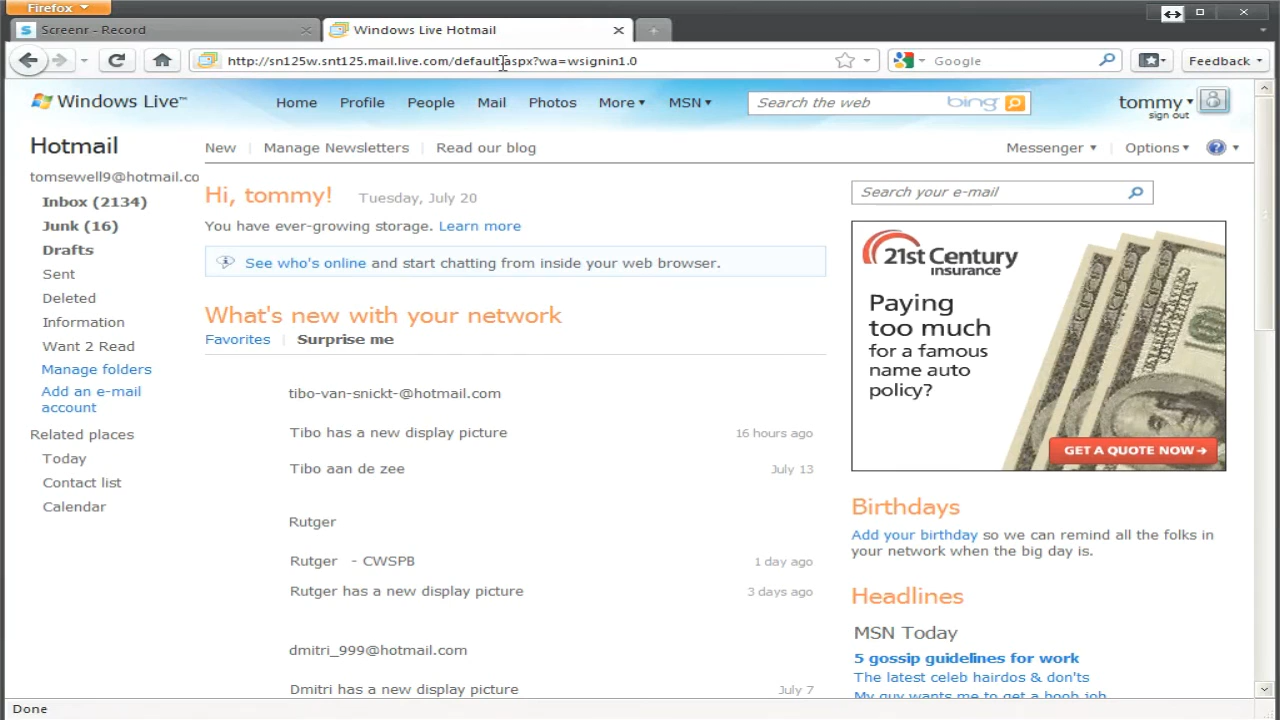 Firefox
Screenr - Record
Windows Live Hotmail
http://sn125w.snt125.mail.live.com/default.aspx?wa=wsignin1.0
Google
Feedback
Windows Live™
Home
Profile
People
Mail
Photos
More
MSN
Search the web
bing
tommy
sign out
Hotmail
New
Manage Newsletters
Read our blog
Messenger
Options
tomsewell9@hotmail.co
Inbox (2134)
Junk (16)
Drafts
Sent
Deleted
Information
Want 2 Read
Manage folders
Add an e-mail
account
Related places
Today
Contact list
Calendar
Hi, tommy!
Tuesday, July 20
You have ever-growing storage. Learn more
See who's online and start chatting from inside your web browser.
What's new with your network
Favorites
Surprise me
tibo-van-snickt-@hotmail.com
Tibo has a new display picture
16 hours ago
Tibo aan de zee
July 13
Rutger
Rutger - CWSPB
1 day ago
Rutger has a new display picture
3 days ago
dmitri_999@hotmail.com
Dmitri has a new display picture
July 7
Search your e-mail
21st Century
insurance
Paying
too much
for a famous
name auto
policy?
GET A QUOTE NOW
Birthdays
Add your birthday so we can remind all the folks in
your network when the big day is.
Headlines
MSN Today
5 gossip guidelines for work
The latest celeb hairdos & don'ts
My guy wants me to get a boob job
Done